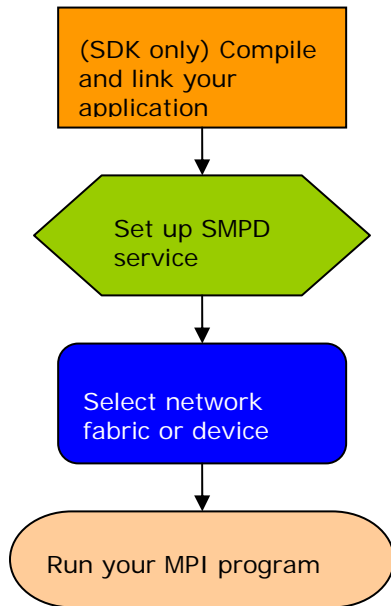 (SDK only) Compile
and link your
application
Set up SMPD
service
Select network
fabric or device
Run your MPI program